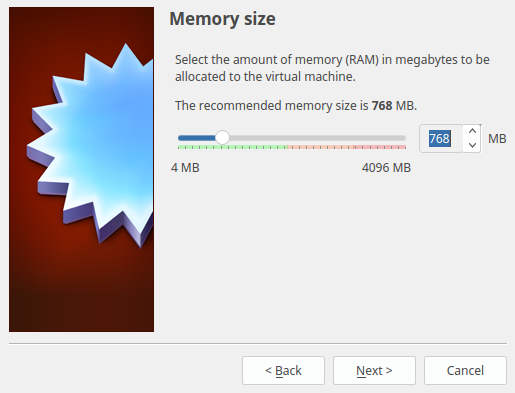 Memory size
Select the amount of memory (RAM) in megabytes to be
allocated to the virtual machine.
The recommended memory size is 768 MB.
768 MB
4 MB 4096 MB
< Back Next > Cancel